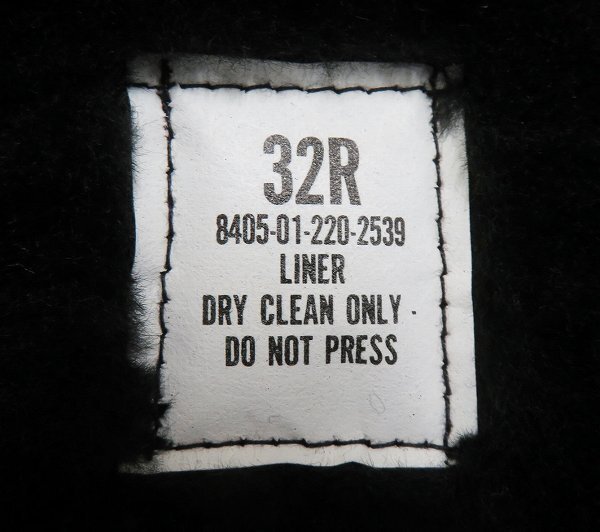 32R
8405-01-220-2539
LINER
DRY CLEAN ONLY -
DO NOT PRESS